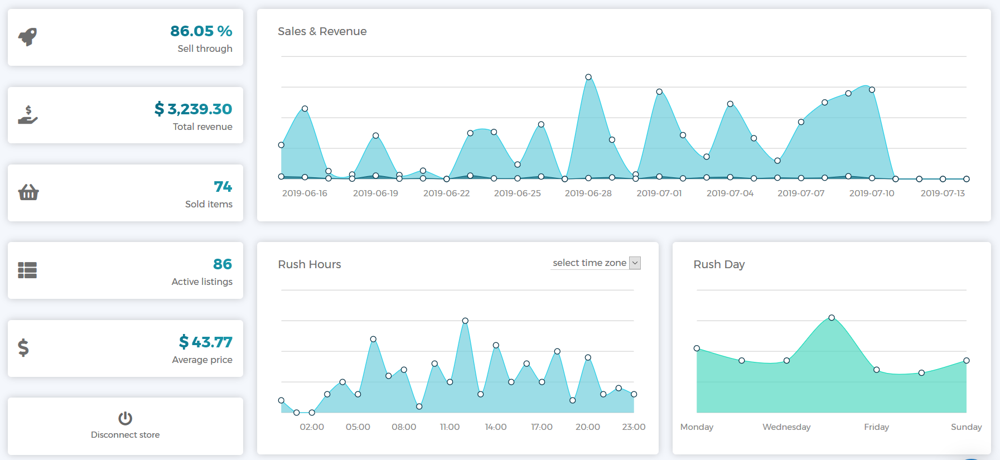 86.05 %
Sell through
$ 3,239.30
Total revenue
74
Sold items
86
Active listings
$ 43.77
Average price
Disconnect store
Sales & Revenue
2019-06-16 2019-06-19 2019-06-22 2019-06-25 2019-06-28 2019-07-01 2019-07-04 2019-07-07 2019-07-10 2019-07-13
Rush Hours
select time zone
02:00 05:00 08:00 11:00 14:00 17:00 20:00 23:00
Rush Day
Monday Wednesday Friday Sunday